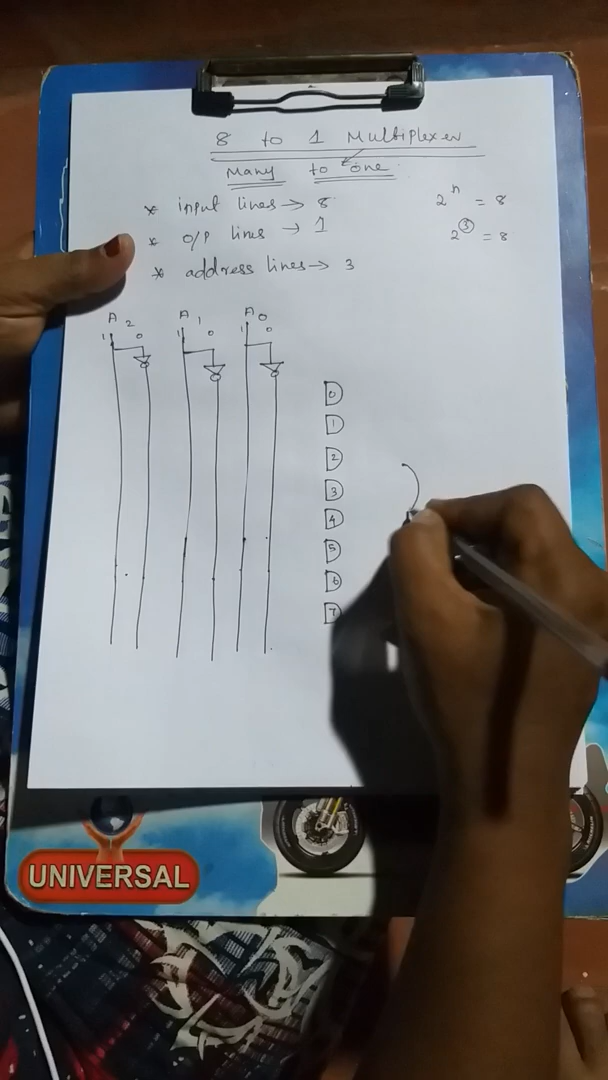 8 to 1 Multiplexer
Many to one
* input lines → 8
2^n = 8
* O/P lines → 1
2^3 = 8
* address lines → 3
A2 A1 A0
1 0 1 0 1 0
0
1
2
3
4
5
6
7
UNIVERSAL